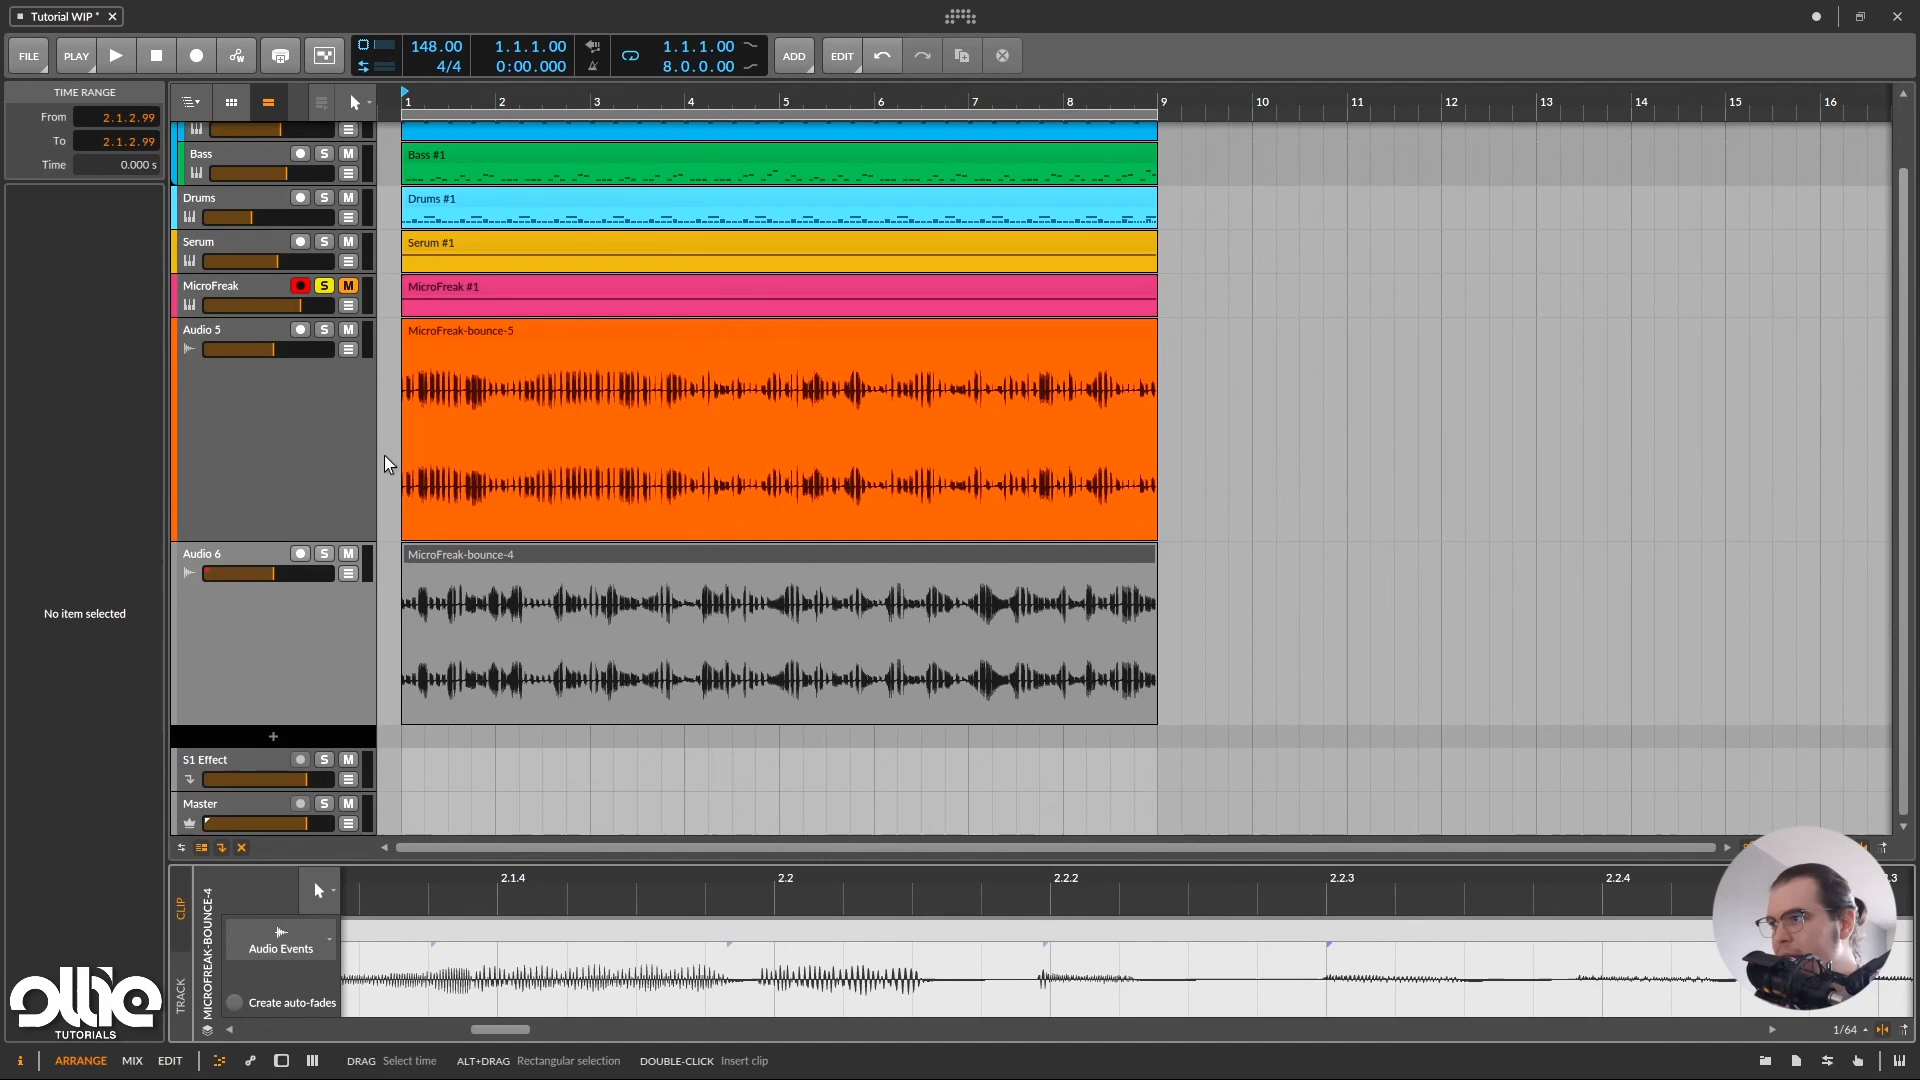 Tutorial WIP *
FILE
PLAY
148.00
4/4
1.1.1.00
0:00.000
1.1.1.00
8.0.0.00
ADD
EDIT
TIME RANGE
From 2.1.2.99
To 2.1.2.99
Time 0.000 s
No item selected
1 2 3 4 5 6 7 8 9 10 11 12 13 14 15 16
Bass S M
Bass #1
Drums S M
Drums #1
Serum S M
Serum #1
MicroFreak S M
MicroFreak #1
Audio 5 S M
MicroFreak-bounce-5
Audio 6 S M
MicroFreak-bounce-4
+
S1 Effect S M
Master S M
CLIP
TRACK
MICROFREAK-BOUNCE-4
2.1.4 2.2 2.2.2 2.2.3 2.2.4
Audio Events
Create auto-fades
1/64
ollie
TUTORIALS
i ARRANGE MIX EDIT
DRAG Select time ALT+DRAG Rectangular selection DOUBLE-CLICK Insert clip